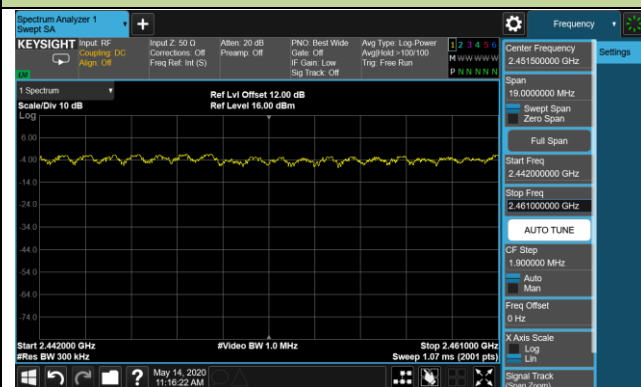 Spectrum Analyzer 1
Swept SA
Frequency
KEYSIGHT
Input: RF
Coupling: DC
Align: Off
Input Z: 50 Ω
Corrections: Off
Freq Ref: Int (S)
Atten: 20 dB
Preamp: Off
PNO: Best Wide
Gate: Off
IF Gain: Low
Sig Track: Off
Avg Type: Log-Power
Avg|Hold:>100/100
Trig: Free Run
1 2 3 4 5 6
M W W W W W
P N N N N N
Center Frequency
2.451500000 GHz
Settings
Span
19.0000000 MHz
Swept Span
Zero Span
Full Span
Start Freq
2.442000000 GHz
Stop Freq
2.461000000 GHz
AUTO TUNE
CF Step
1.900000 MHz
Auto
Man
Freq Offset
0 Hz
X Axis Scale
Log
Lin
Signal Track
(Span Zoom)
1 Spectrum
Scale/Div 10 dB
Ref Lvl Offset 12.00 dB
Ref Level 16.00 dBm
Log
6.00
-4.00
-14.0
-24.0
-34.0
-44.0
-54.0
-64.0
-74.0
Start 2.442000 GHz
#Res BW 300 kHz
#Video BW 1.0 MHz
Stop 2.461000 GHz
Sweep 1.07 ms (2001 pts)
May 14, 2020
11:16:22 AM